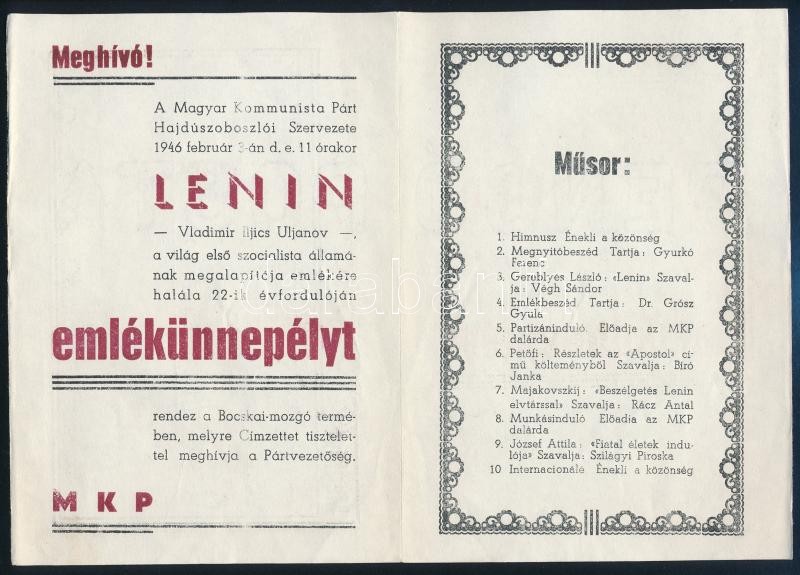 Meghívó!
A Magyar Kommunista Párt
Hajdúszoboszlói Szervezete
1946 február 3-án d. e. 11 órakor
LENIN
— Vladimir Iljics Uljanov —,
a világ első szocialista államá-
nak megalapítója emlékére
halála 22-ik évfordulóján
emlékünnepélyt
rendez a Bocskai-mozgó termé-
ben, melyre Címzettet tisztelet-
tel meghívja a Pártvezetőség.
MKP
Műsor:
1. Himnusz Énekli a közönség
2. Megnyitóbeszéd Tartja: Gyurkó
Ferenc
3. Gereblyés László: «Lenin» Szaval-
ja: Végh Sándor
4. Emlékbeszéd Tartja: Dr. Grósz
Gyula
5. Partizáninduló. Előadja az MKP
dalárda
6. Petőfi: Részletek az «Apostol» cí-
mű költeményből Szavalja: Bíró
Janka
7. Majakovszkij: «Beszélgetés Lenin
elvtárssal» Szavalja: Rácz Antal
8. Munkásinduló Előadja az MKP
dalárda
9. József Attila: «Fiatal életek indu-
lója» Szavalja: Szilágyi Piroska
10 Internacionálé Énekli a közönség
darabanth.com